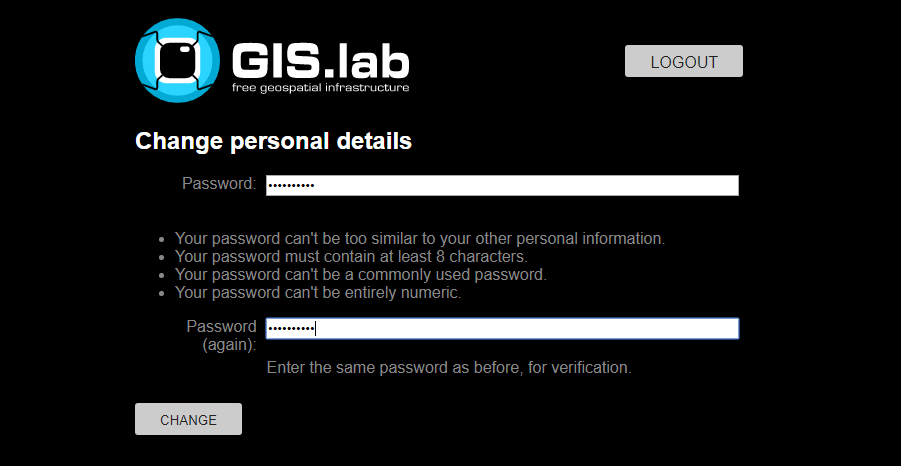 GIS.lab
free geospatial infrastructure
LOGOUT
Change personal details
Password: ••••••••••
• Your password can't be too similar to your other personal information.
• Your password must contain at least 8 characters.
• Your password can't be a commonly used password.
• Your password can't be entirely numeric.
Password
(again): ••••••••••
Enter the same password as before, for verification.
CHANGE